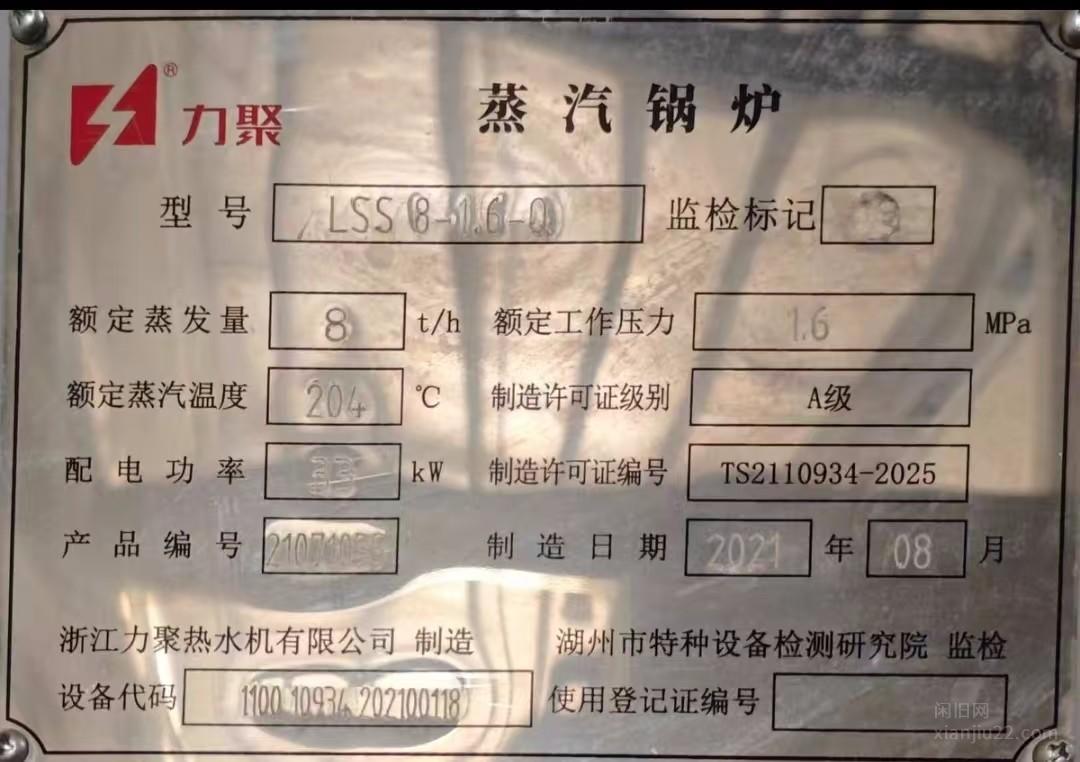 ® 力聚 蒸汽锅炉
型号 LSS 8-1.6-Q 监检标记
额定蒸发量 8 t/h 额定工作压力 1.6 MPa
额定蒸汽温度 204 ℃ 制造许可证级别 A级
配电功率 33 kW 制造许可证编号 TS2110934-2025
产品编号 制造日期 2021 年 08 月
浙江力聚热水机有限公司 制造 湖州市特种设备检测研究院 监检
设备代码 1100 10934 202100118 使用登记证编号
闲旧网
xianjiu22.com